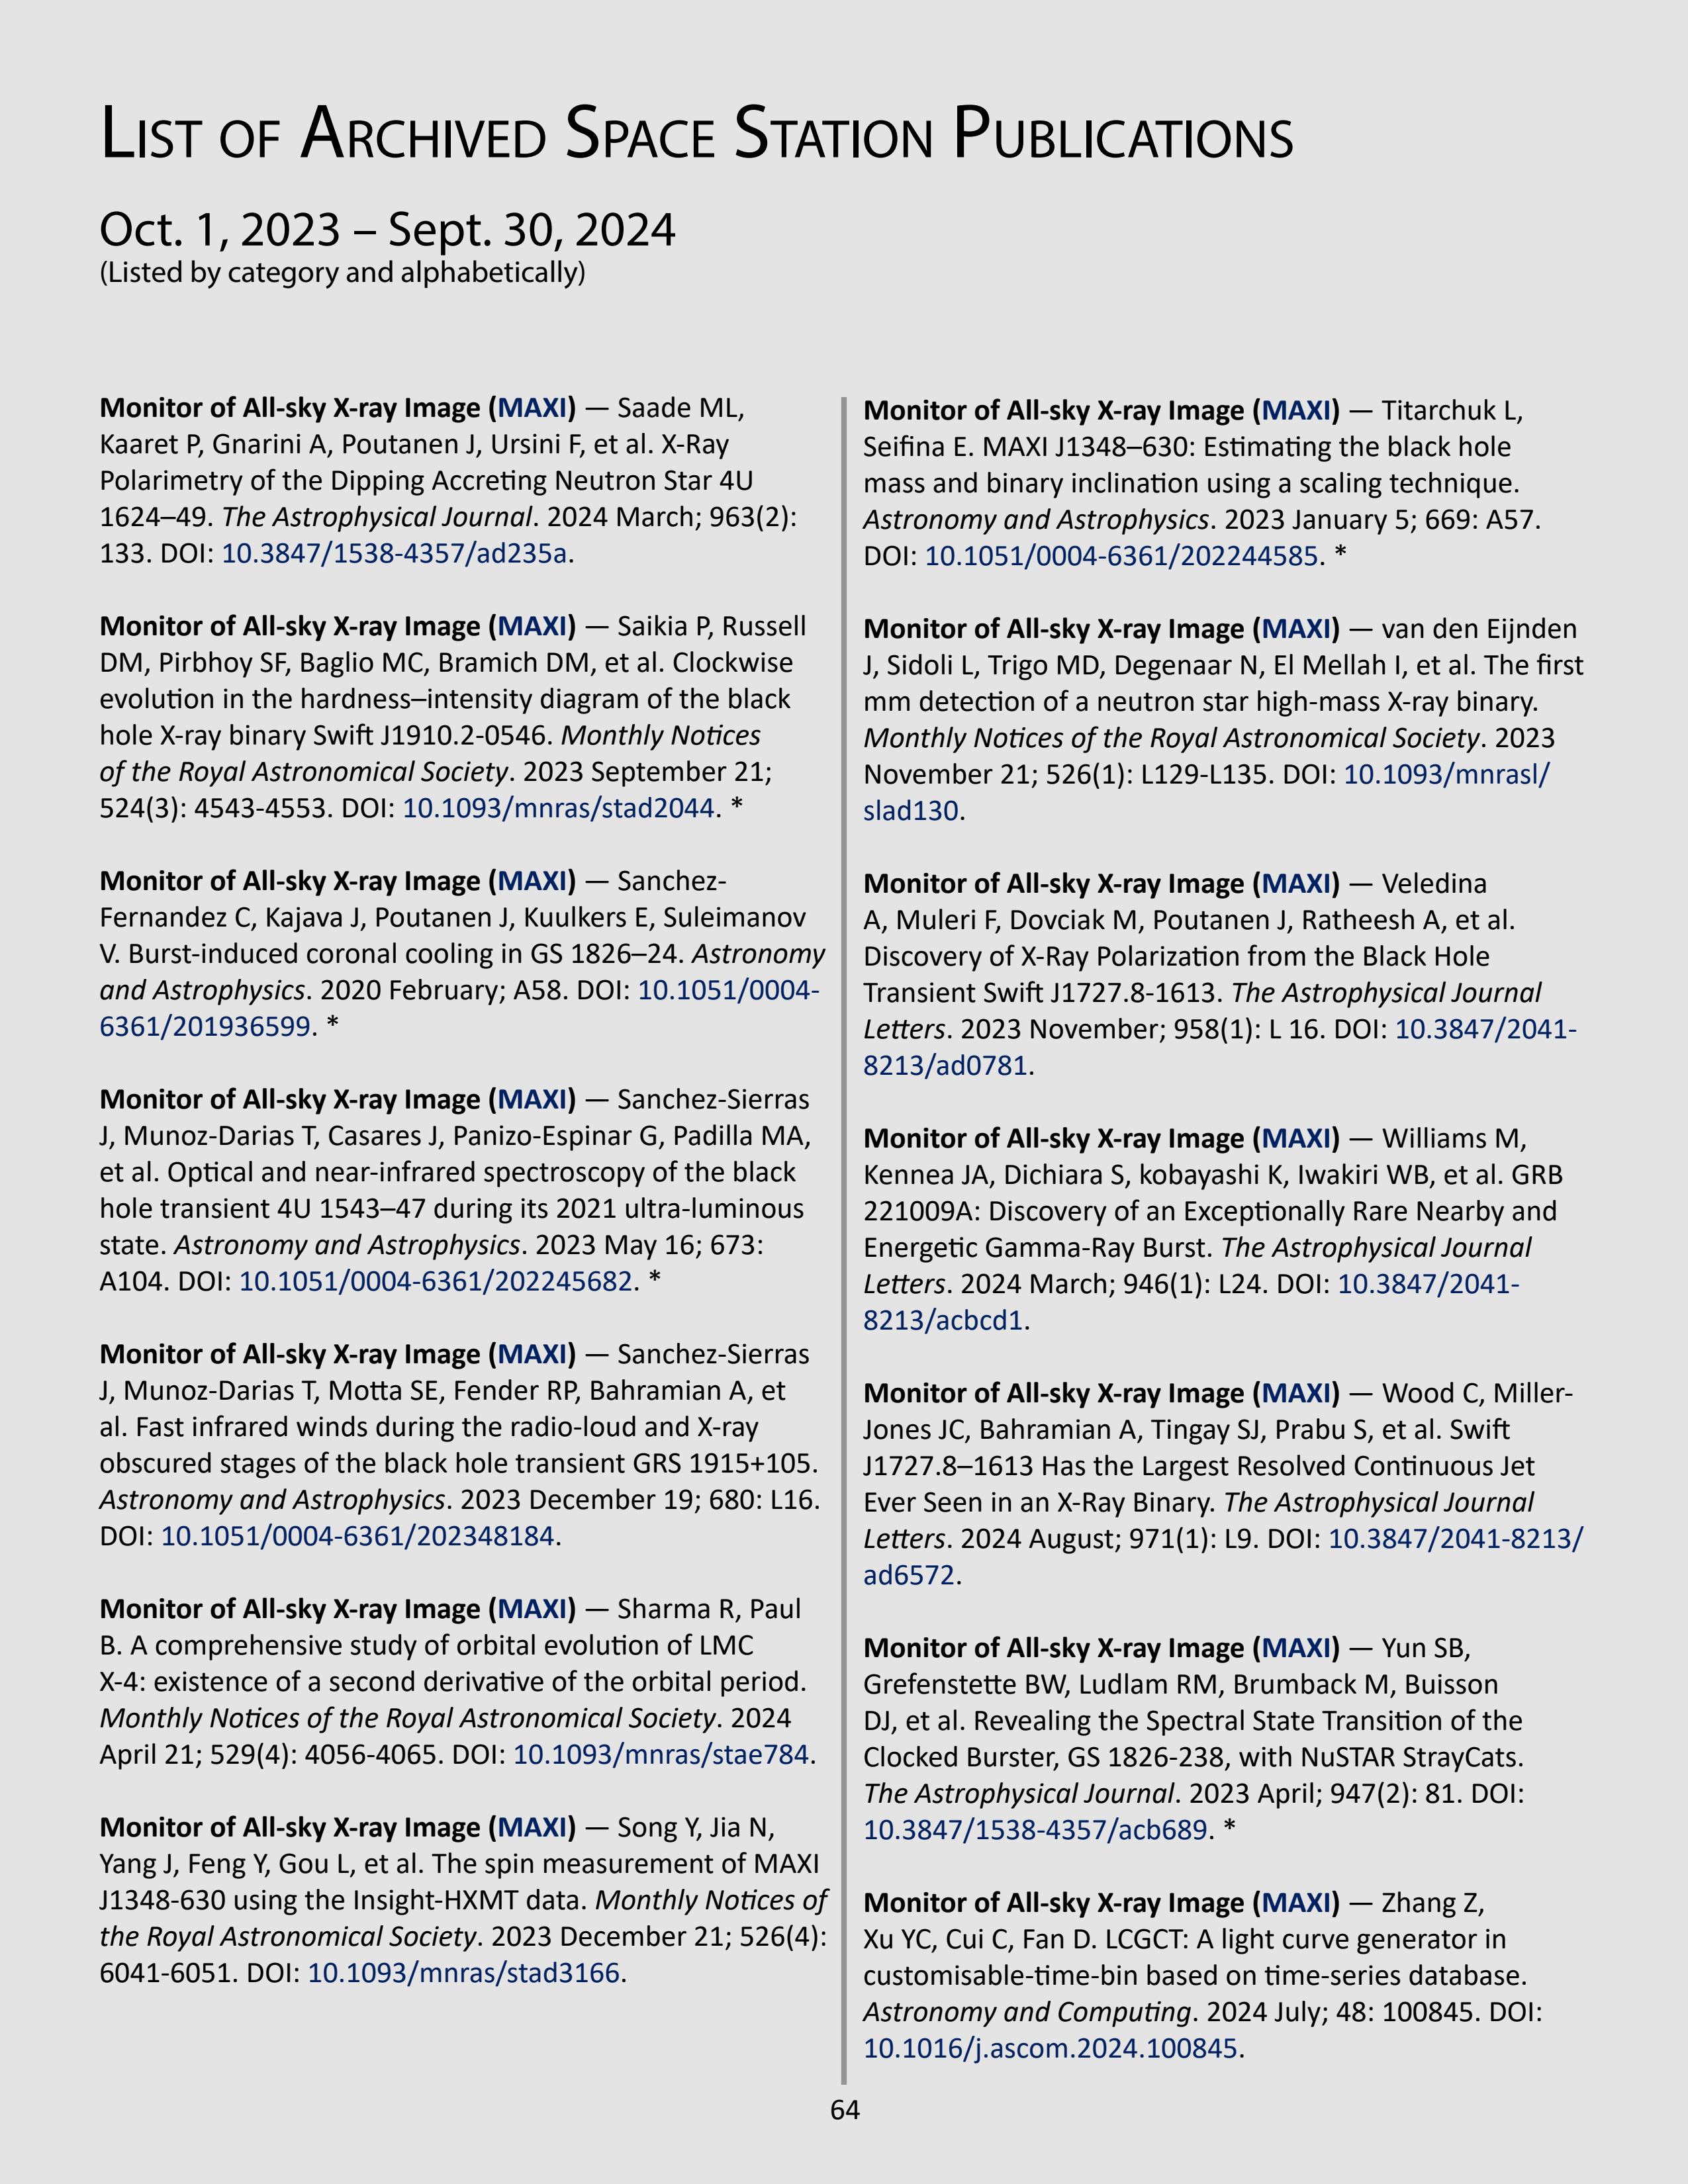 List of Archived Space Station Publications
Oct. 1, 2023 – Sept. 30, 2024
(Listed by category and alphabetically)
Monitor of All-sky X-ray Image (MAXI) — Saade ML,
Kaaret P, Gnarini A, Poutanen J, Ursini F, et al. X-Ray
Polarimetry of the Dipping Accreting Neutron Star 4U
1624–49. The Astrophysical Journal. 2024 March; 963(2):
133. DOI: 10.3847/1538-4357/ad235a.
Monitor of All-sky X-ray Image (MAXI) — Saikia P, Russell
DM, Pirbhoy SF, Baglio MC, Bramich DM, et al. Clockwise
evolution in the hardness–intensity diagram of the black
hole X-ray binary Swift J1910.2-0546. Monthly Notices
of the Royal Astronomical Society. 2023 September 21;
524(3): 4543-4553. DOI: 10.1093/mnras/stad2044. *
Monitor of All-sky X-ray Image (MAXI) — Sanchez-
Fernandez C, Kajava J, Poutanen J, Kuulkers E, Suleimanov
V. Burst-induced coronal cooling in GS 1826–24. Astronomy
and Astrophysics. 2020 February; A58. DOI: 10.1051/0004-
6361/201936599. *
Monitor of All-sky X-ray Image (MAXI) — Sanchez-Sierras
J, Munoz-Darias T, Casares J, Panizo-Espinar G, Padilla MA,
et al. Optical and near-infrared spectroscopy of the black
hole transient 4U 1543–47 during its 2021 ultra-luminous
state. Astronomy and Astrophysics. 2023 May 16; 673:
A104. DOI: 10.1051/0004-6361/202245682. *
Monitor of All-sky X-ray Image (MAXI) — Sanchez-Sierras
J, Munoz-Darias T, Motta SE, Fender RP, Bahramian A, et
al. Fast infrared winds during the radio-loud and X-ray
obscured stages of the black hole transient GRS 1915+105.
Astronomy and Astrophysics. 2023 December 19; 680: L16.
DOI: 10.1051/0004-6361/202348184.
Monitor of All-sky X-ray Image (MAXI) — Sharma R, Paul
B. A comprehensive study of orbital evolution of LMC
X-4: existence of a second derivative of the orbital period.
Monthly Notices of the Royal Astronomical Society. 2024
April 21; 529(4): 4056-4065. DOI: 10.1093/mnras/stae784.
Monitor of All-sky X-ray Image (MAXI) — Song Y, Jia N,
Yang J, Feng Y, Gou L, et al. The spin measurement of MAXI
J1348-630 using the Insight-HXMT data. Monthly Notices of
the Royal Astronomical Society. 2023 December 21; 526(4):
6041-6051. DOI: 10.1093/mnras/stad3166.
Monitor of All-sky X-ray Image (MAXI) — Titarchuk L,
Seifina E. MAXI J1348–630: Estimating the black hole
mass and binary inclination using a scaling technique.
Astronomy and Astrophysics. 2023 January 5; 669: A57.
DOI: 10.1051/0004-6361/202244585. *
Monitor of All-sky X-ray Image (MAXI) — van den Eijnden
J, Sidoli L, Trigo MD, Degenaar N, El Mellah I, et al. The first
mm detection of a neutron star high-mass X-ray binary.
Monthly Notices of the Royal Astronomical Society. 2023
November 21; 526(1): L129-L135. DOI: 10.1093/mnrasl/
slad130.
Monitor of All-sky X-ray Image (MAXI) — Veledina
A, Muleri F, Dovciak M, Poutanen J, Ratheesh A, et al.
Discovery of X-Ray Polarization from the Black Hole
Transient Swift J1727.8-1613. The Astrophysical Journal
Letters. 2023 November; 958(1): L 16. DOI: 10.3847/2041-
8213/ad0781.
Monitor of All-sky X-ray Image (MAXI) — Williams M,
Kennea JA, Dichiara S, kobayashi K, Iwakiri WB, et al. GRB
221009A: Discovery of an Exceptionally Rare Nearby and
Energetic Gamma-Ray Burst. The Astrophysical Journal
Letters. 2024 March; 946(1): L24. DOI: 10.3847/2041-
8213/acbcd1.
Monitor of All-sky X-ray Image (MAXI) — Wood C, Miller-
Jones JC, Bahramian A, Tingay SJ, Prabu S, et al. Swift
J1727.8–1613 Has the Largest Resolved Continuous Jet
Ever Seen in an X-Ray Binary. The Astrophysical Journal
Letters. 2024 August; 971(1): L9. DOI: 10.3847/2041-8213/
ad6572.
Monitor of All-sky X-ray Image (MAXI) — Yun SB,
Grefenstette BW, Ludlam RM, Brumback M, Buisson
DJ, et al. Revealing the Spectral State Transition of the
Clocked Burster, GS 1826-238, with NuSTAR StrayCats.
The Astrophysical Journal. 2023 April; 947(2): 81. DOI:
10.3847/1538-4357/acb689. *
Monitor of All-sky X-ray Image (MAXI) — Zhang Z,
Xu YC, Cui C, Fan D. LCGCT: A light curve generator in
customisable-time-bin based on time-series database.
Astronomy and Computing. 2024 July; 48: 100845. DOI:
10.1016/j.ascom.2024.100845.
64